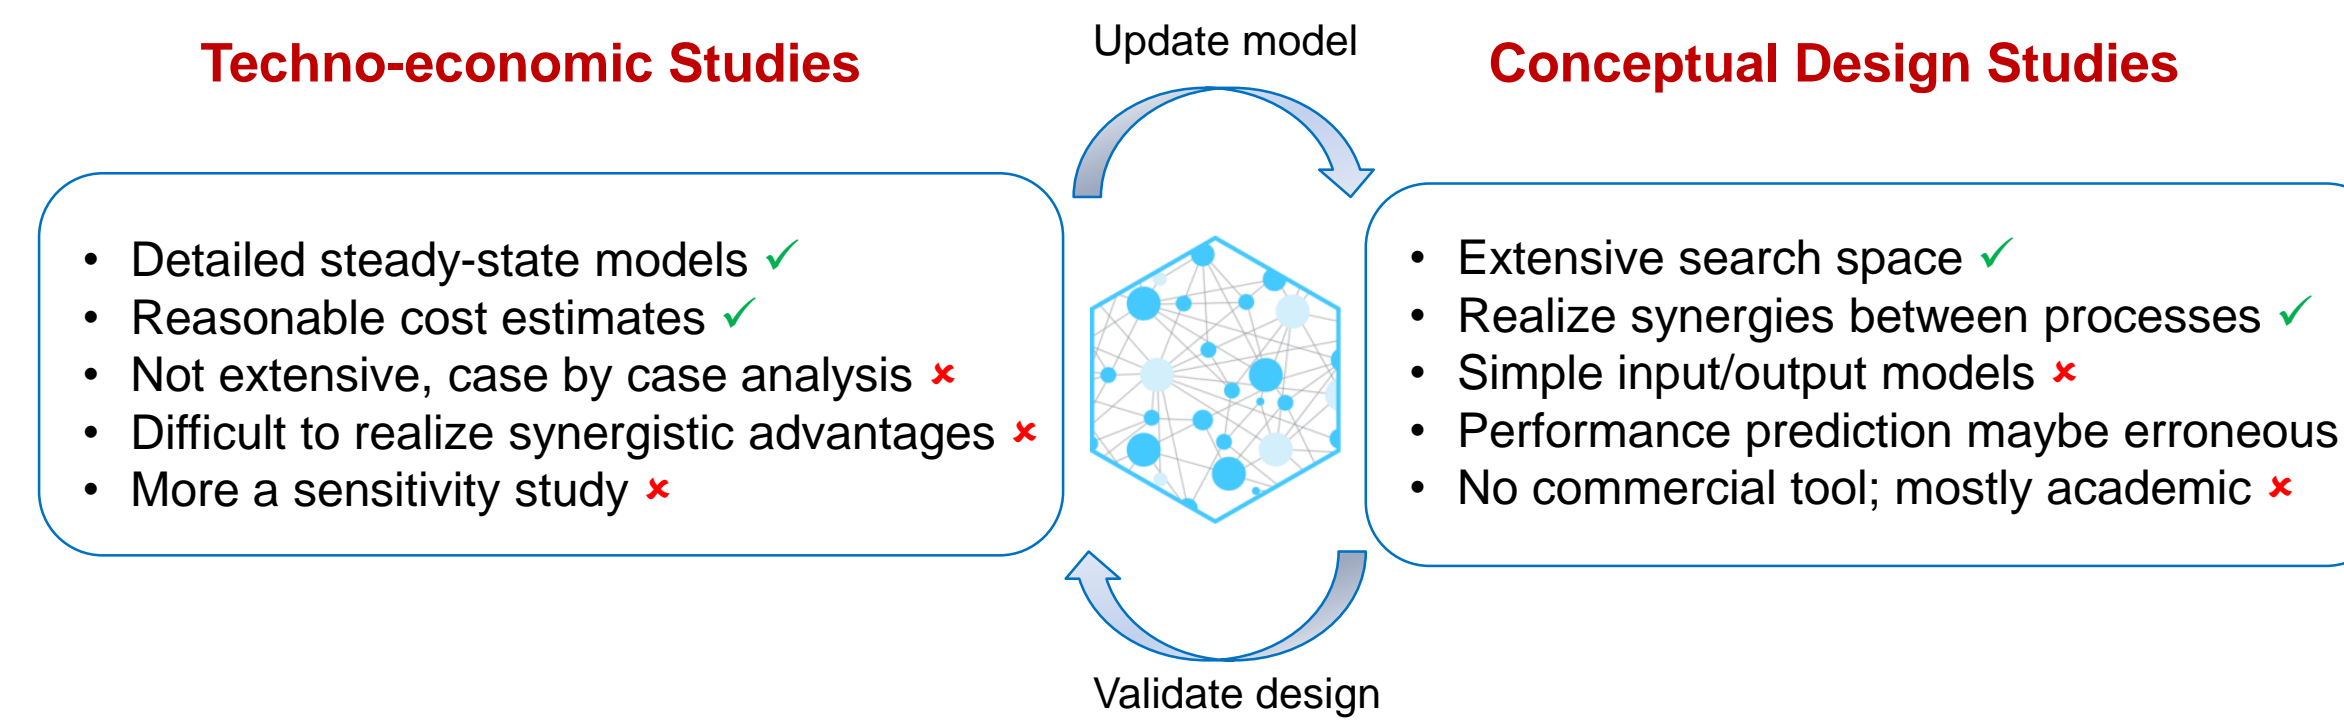 Techno-economic Studies
Update model
Conceptual Design Studies
• Detailed steady-state models ✓
• Reasonable cost estimates ✓
• Not extensive, case by case analysis ✘
• Difficult to realize synergistic advantages ✘
• More a sensitivity study ✘
• Extensive search space ✓
• Realize synergies between processes ✓
• Simple input/output models ✘
• Performance prediction maybe erroneous
• No commercial tool; mostly academic ✘
Validate design